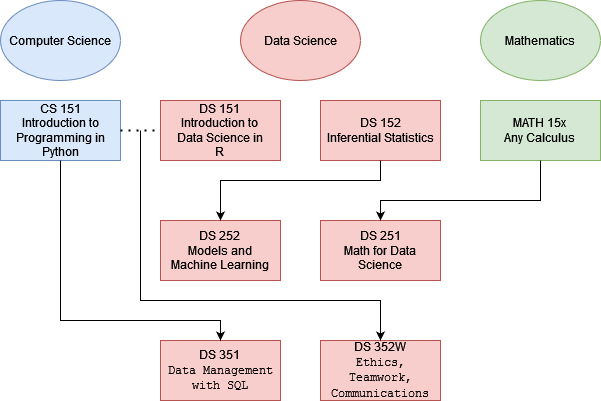 Computer Science
Data Science
Mathematics
CS 151
Introduction to
Programming in
Python
DS 151
Introduction to
Data Science in
R
DS 152
Inferential Statistics
MATH 15x
Any Calculus
DS 252
Models and
Machine Learning
DS 251
Math for Data
Science
DS 351
Data Management
with SQL
DS 352W
Ethics,
Teamwork,
Communications